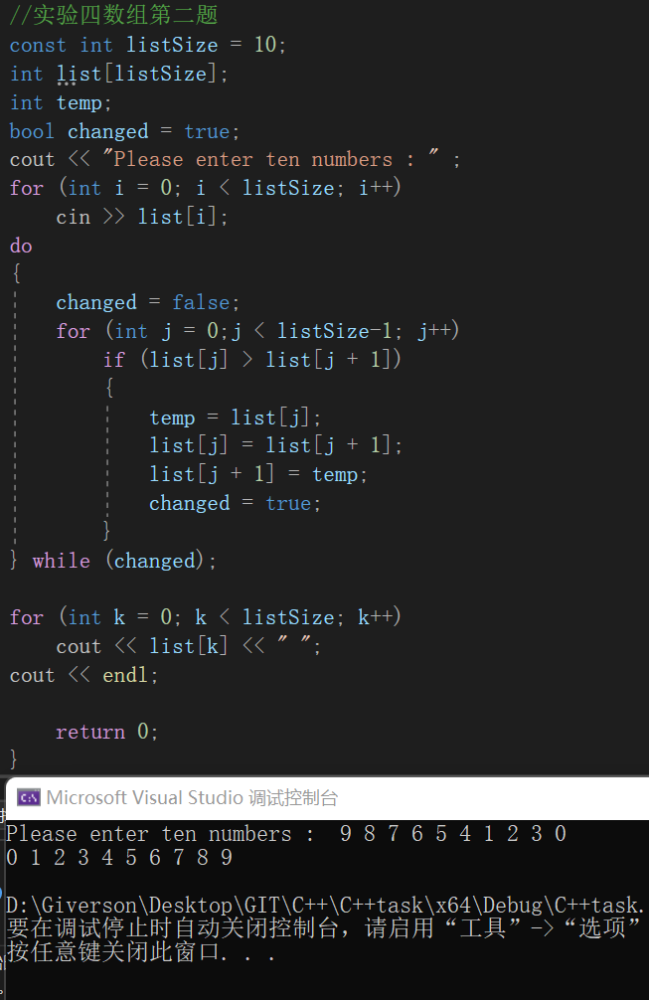 //实验四数组第二题
const int listSize = 10;
int list[listSize];
int temp;
bool changed = true;
cout << "Please enter ten numbers : " ;
for (int i = 0; i < listSize; i++)
cin >> list[i];
do
{
changed = false;
for (int j = 0;j < listSize-1; j++)
if (list[j] > list[j + 1])
{
temp = list[j];
list[j] = list[j + 1];
list[j + 1] = temp;
changed = true;
}
} while (changed);
for (int k = 0; k < listSize; k++)
cout << list[k] << " ";
cout << endl;
return 0;
}
Microsoft Visual Studio 调试控制台
Please enter ten numbers :  9 8 7 6 5 4 1 2 3 0
0 1 2 3 4 5 6 7 8 9
D:\Giverson\Desktop\GIT\C++\C++task\x64\Debug\C++task.
要在调试停止时自动关闭控制台，请启用“工具”->“选项”
按任意键关闭此窗口. . .